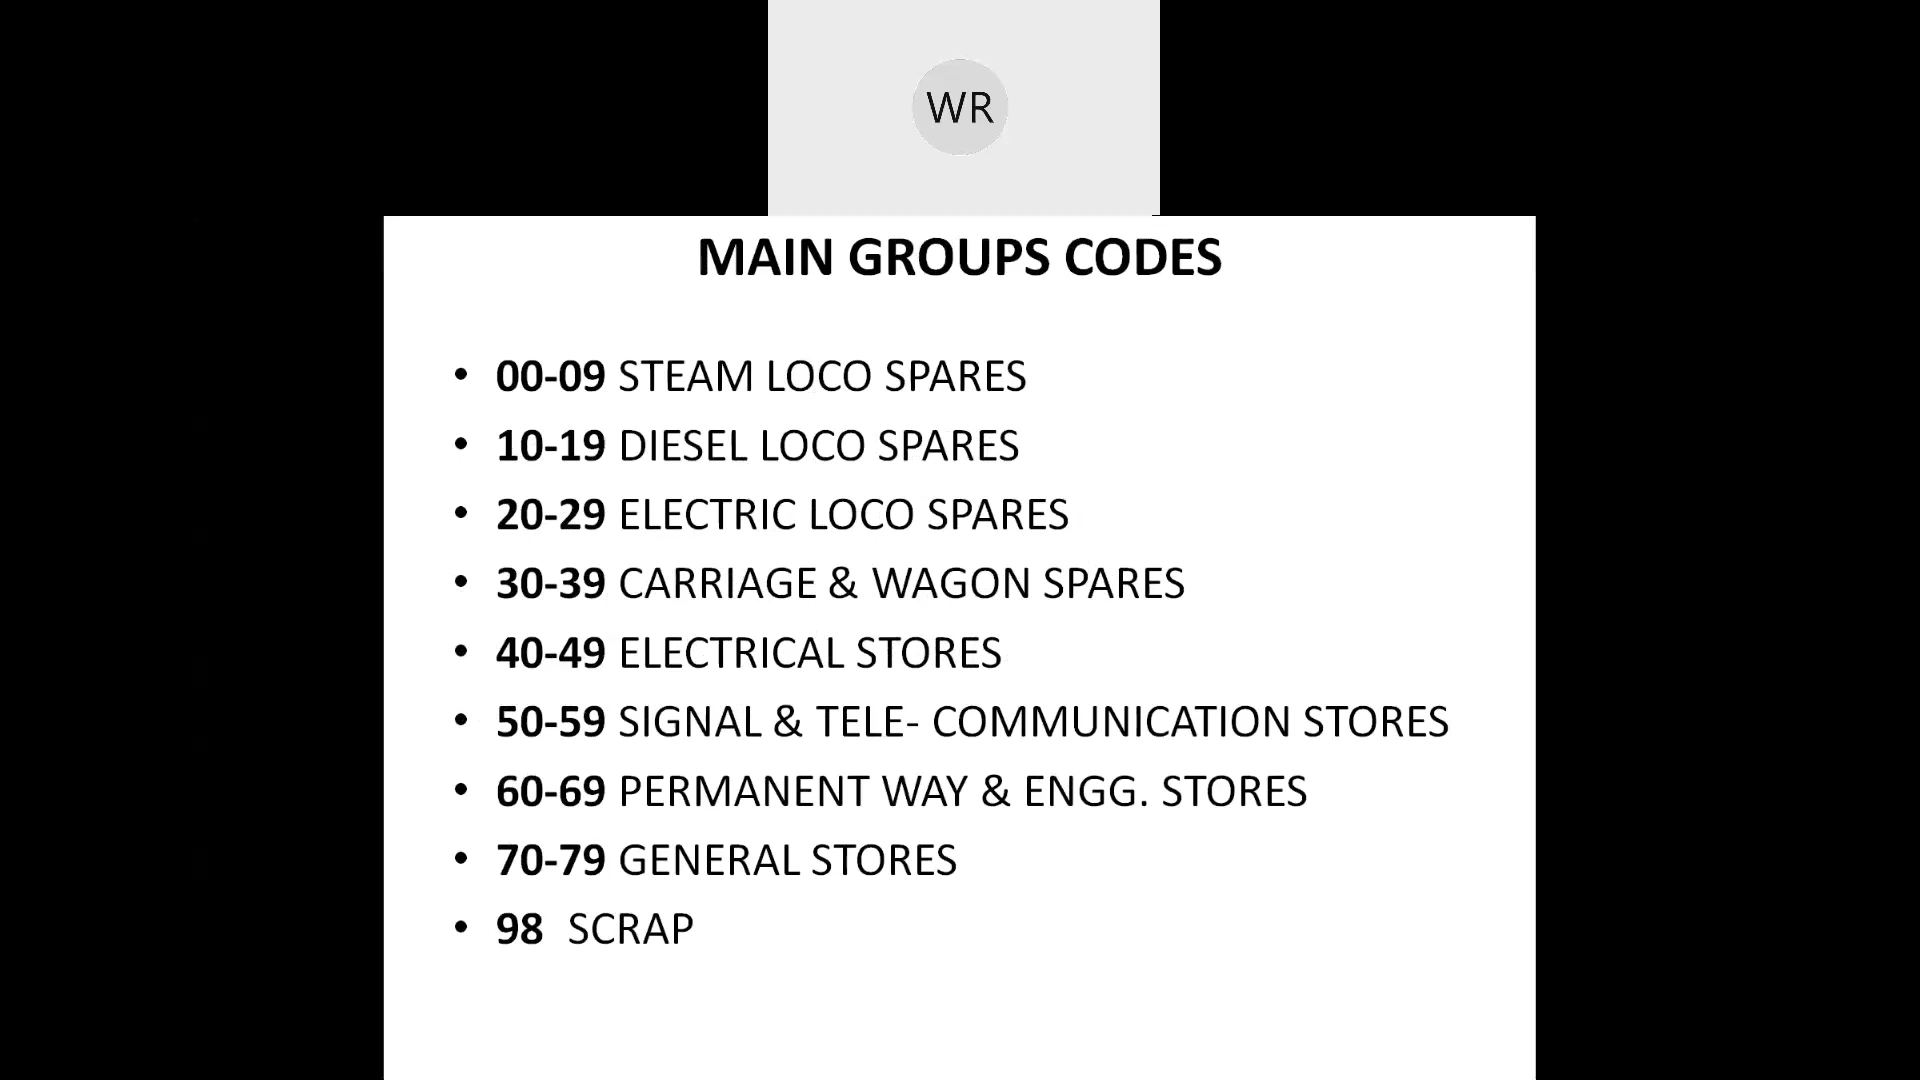 WR
MAIN GROUPS CODES
• 00-09 STEAM LOCO SPARES
• 10-19 DIESEL LOCO SPARES
• 20-29 ELECTRIC LOCO SPARES
• 30-39 CARRIAGE & WAGON SPARES
• 40-49 ELECTRICAL STORES
• 50-59 SIGNAL & TELE- COMMUNICATION STORES
• 60-69 PERMANENT WAY & ENGG. STORES
• 70-79 GENERAL STORES
• 98 SCRAP